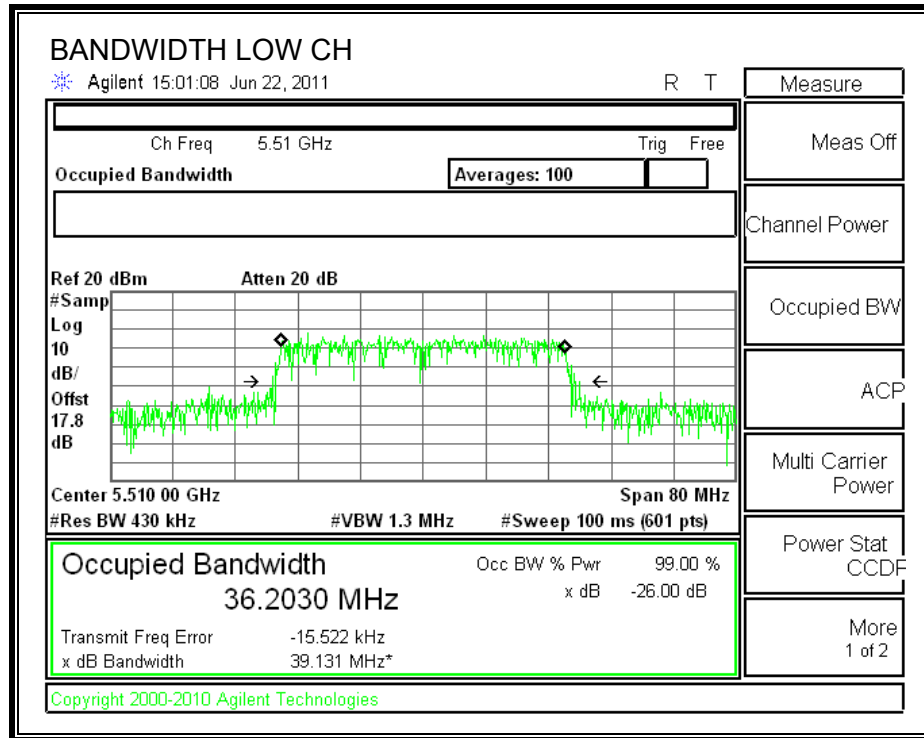 BANDWIDTH LOW CH
Agilent 15:01:08 Jun 22, 2011 R T
Measure
Ch Freq 5.51 GHz Trig Free
Occupied Bandwidth Averages: 100
Meas Off
Channel Power
Occupied BW
ACP
Multi Carrier
Power
Power Stat
CCDF
More
1 of 2
Ref 20 dBm Atten 20 dB
#Samp
Log
10
dB/
Offst
17.8
dB
Center 5.510 00 GHz Span 80 MHz
#Res BW 430 kHz #VBW 1.3 MHz #Sweep 100 ms (601 pts)
Occupied Bandwidth Occ BW % Pwr 99.00 %
36.2030 MHz x dB -26.00 dB
Transmit Freq Error -15.522 kHz
x dB Bandwidth 39.131 MHz*
Copyright 2000-2010 Agilent Technologies